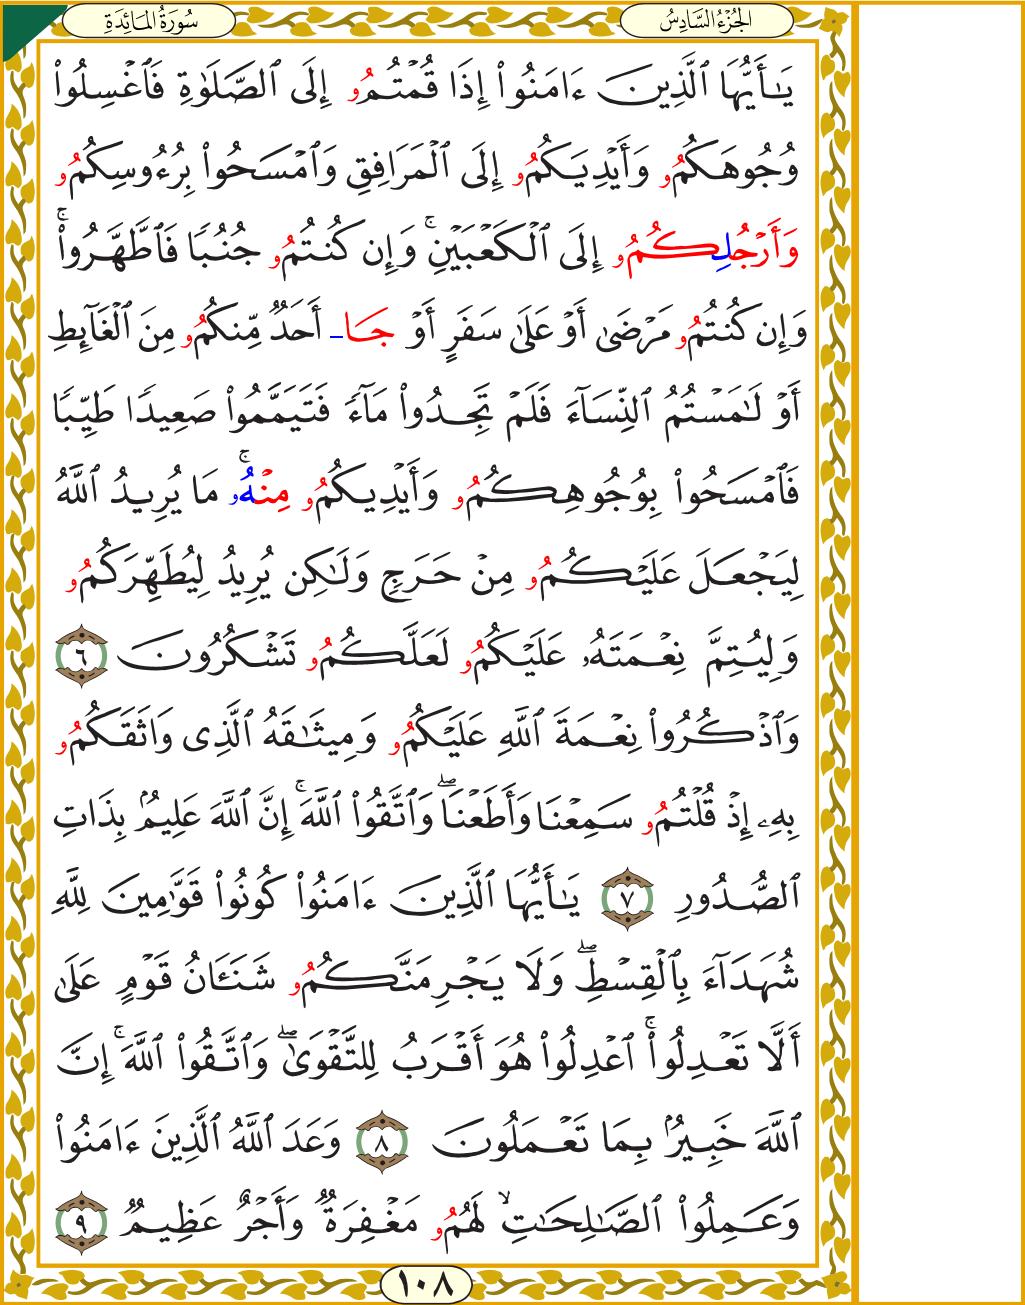 سُورَةُ المَائِدَةِ
الجُزْءُ السَّادِسُ
يَـٰٓأَيُّهَا ٱلَّذِينَ ءَامَنُوا۟ إِذَا قُمْتُمُۥ إِلَى ٱلصَّلَوٰةِ فَٱغْسِلُوا۟
وُجُوهَكُمُۥ وَأَيْدِيَكُمُۥ إِلَى ٱلْمَرَافِقِ وَٱمْسَحُوا۟ بِرُءُوسِكُمُۥ
وَأَرْجُلِكُمُۥ إِلَى ٱلْكَعْبَيْنِ ۚ وَإِن كُنتُمُۥ جُنُبًا فَٱطَّهَّرُوا۟ ۚ
وَإِن كُنتُمُۥ مَرْضَىٰ أَوْ عَلَىٰ سَفَرٍ أَوْ جَا أَحَدٌ مِّنكُمُۥ مِنَ ٱلْغَآئِطِ
أَوْ لَـٰمَسْتُمُ ٱلنِّسَآءَ فَلَمْ تَجِدُوا۟ مَآءً فَتَيَمَّمُوا۟ صَعِيدًا طَيِّبًا
فَٱمْسَحُوا۟ بِوُجُوهِكُمُۥ وَأَيْدِيكُمُۥ مِنْهُۥ ۚ مَا يُرِيدُ ٱللَّهُ
لِيَجْعَلَ عَلَيْكُمُۥ مِنْ حَرَجٍ وَلَـٰكِن يُرِيدُ لِيُطَهِّرَكُمُۥ
وَلِيُتِمَّ نِعْمَتَهُۥ عَلَيْكُمُۥ لَعَلَّكُمُۥ تَشْكُرُونَ ٦
وَٱذْكُرُوا۟ نِعْمَةَ ٱللَّهِ عَلَيْكُمُۥ وَمِيثَـٰقَهُ ٱلَّذِى وَاثَقَكُمُۥ
بِهِۦٓ إِذْ قُلْتُمُۥ سَمِعْنَا وَأَطَعْنَا ۖ وَٱتَّقُوا۟ ٱللَّهَ ۚ إِنَّ ٱللَّهَ عَلِيمٌۢ بِذَاتِ
ٱلصُّدُورِ ٧ يَـٰٓأَيُّهَا ٱلَّذِينَ ءَامَنُوا۟ كُونُوا۟ قَوَّٰمِينَ لِلَّهِ
شُهَدَآءَ بِٱلْقِسْطِ ۖ وَلَا يَجْرِمَنَّكُمُۥ شَنَـَٔانُ قَوْمٍ عَلَىٰ
أَلَّا تَعْدِلُوا۟ ۚ ٱعْدِلُوا۟ هُوَ أَقْرَبُ لِلتَّقْوَىٰ ۖ وَٱتَّقُوا۟ ٱللَّهَ ۚ إِنَّ
ٱللَّهَ خَبِيرٌۢ بِمَا تَعْمَلُونَ ٨ وَعَدَ ٱللَّهُ ٱلَّذِينَ ءَامَنُوا۟
وَعَمِلُوا۟ ٱلصَّـٰلِحَـٰتِ ۙ لَهُمُۥ مَغْفِرَةٌ وَأَجْرٌ عَظِيمٌ ٩
١٠٨